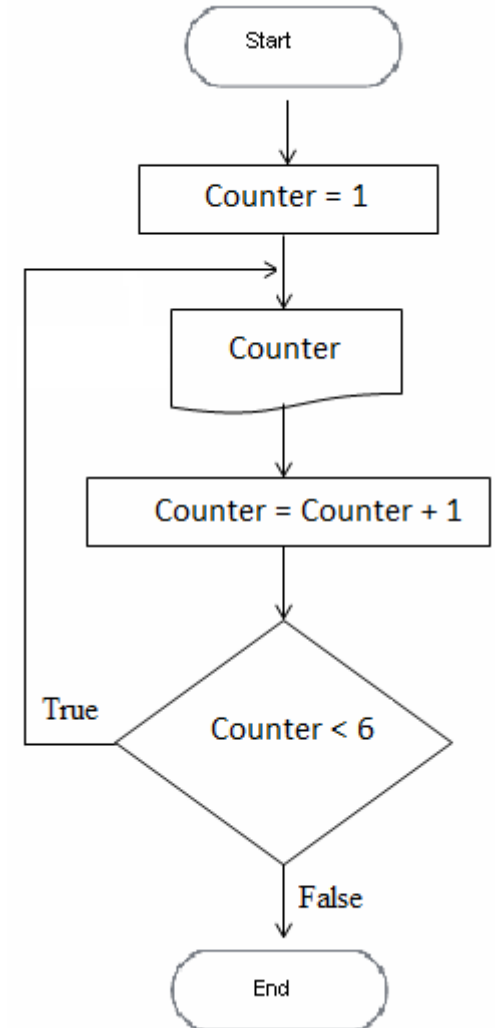 Start
Counter = 1
Counter
Counter = Counter + 1
True
Counter < 6
False
End